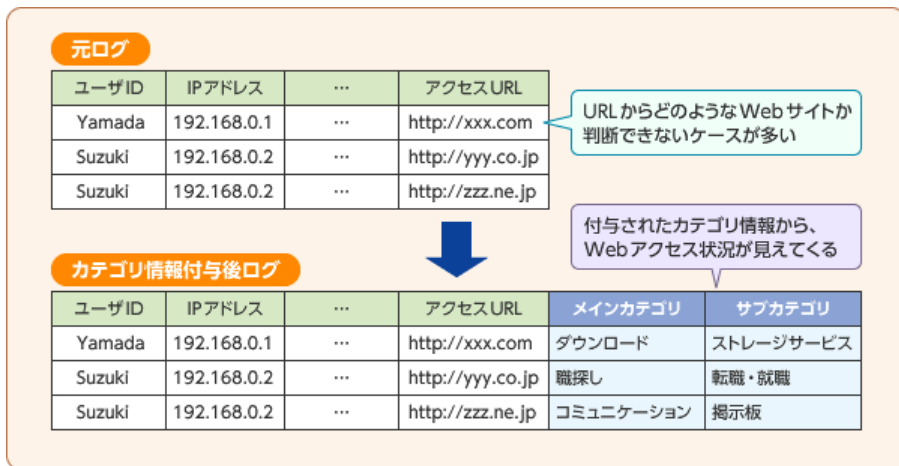 元ログ
ユーザID IPアドレス … アクセスURL
Yamada 192.168.0.1 … http://xxx.com
Suzuki 192.168.0.2 … http://yyy.co.jp
Suzuki 192.168.0.2 … http://zzz.ne.jp
URLからどのようなWebサイトか
判断できないケースが多い
付与されたカテゴリ情報から、
Webアクセス状況が見えてくる
カテゴリ情報付与後ログ
ユーザID IPアドレス … アクセスURL メインカテゴリ サブカテゴリ
Yamada 192.168.0.1 … http://xxx.com ダウンロード ストレージサービス
Suzuki 192.168.0.2 … http://yyy.co.jp 職探し 転職・就職
Suzuki 192.168.0.2 … http://zzz.ne.jp コミュニケーション 掲示板